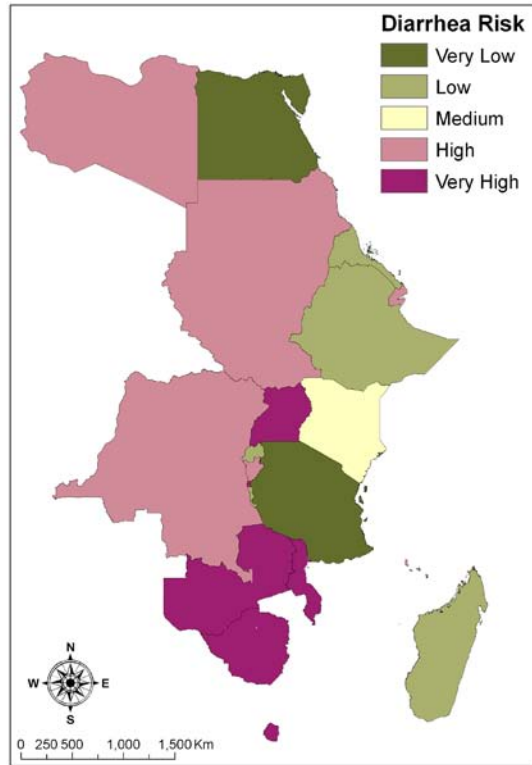 Diarrhea Risk
Very Low
Low
Medium
High
Very High
N
W E
S
0 250 500 1,000 1,500 Km